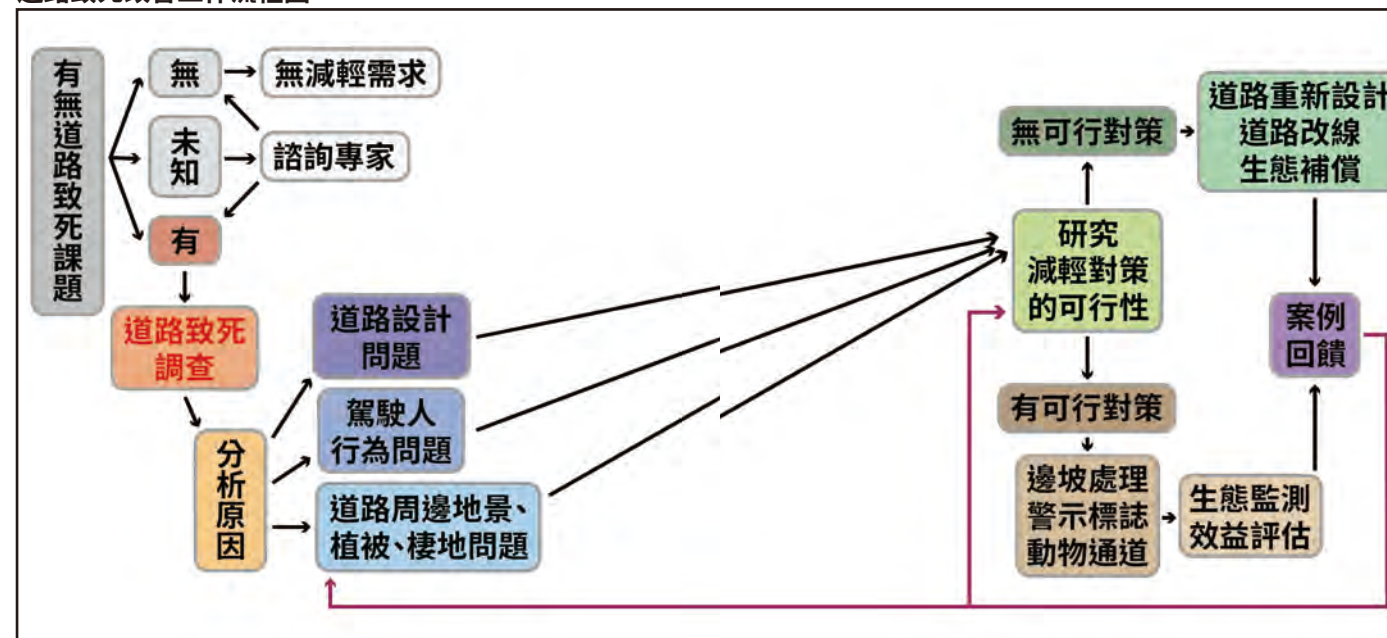 有無道路致死課題
無
無減輕需求
未知
諮詢專家
有
道路致死
調查
分析原因
道路設計
問題
駕駛人
行為問題
道路周邊地景、
植被、棲地問題
研究
減輕對策
的可行性
無可行對策
道路重新設計
道路改線
生態補償
有可行對策
邊坡處理
警示標誌
動物通道
生態監測
效益評估
案例
回饋